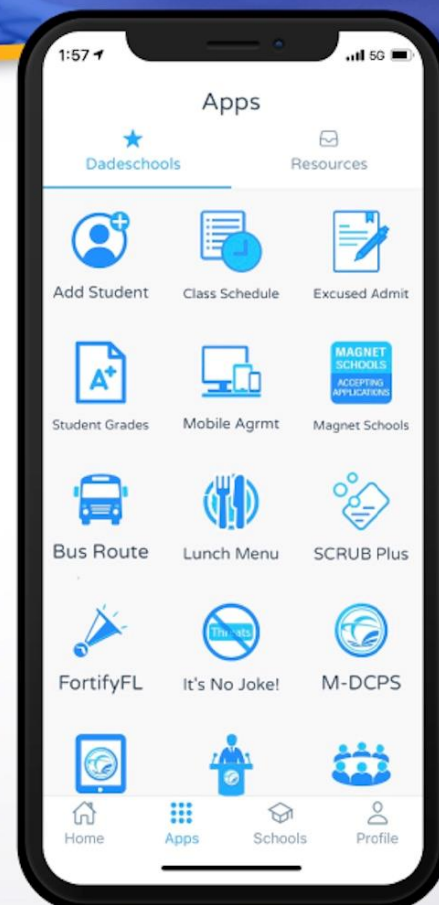 1:57 5G
Apps
Dadeschools Resources
Add Student Class Schedule Excused Admit
A+ MAGNET
SCHOOLS
ACCEPTING
APPLICATIONS
Student Grades Mobile Agrmt Magnet Schools
Bus Route Lunch Menu SCRUB Plus
Threats
FortifyFL It's No Joke! M-DCPS
Home Apps Schools Profile